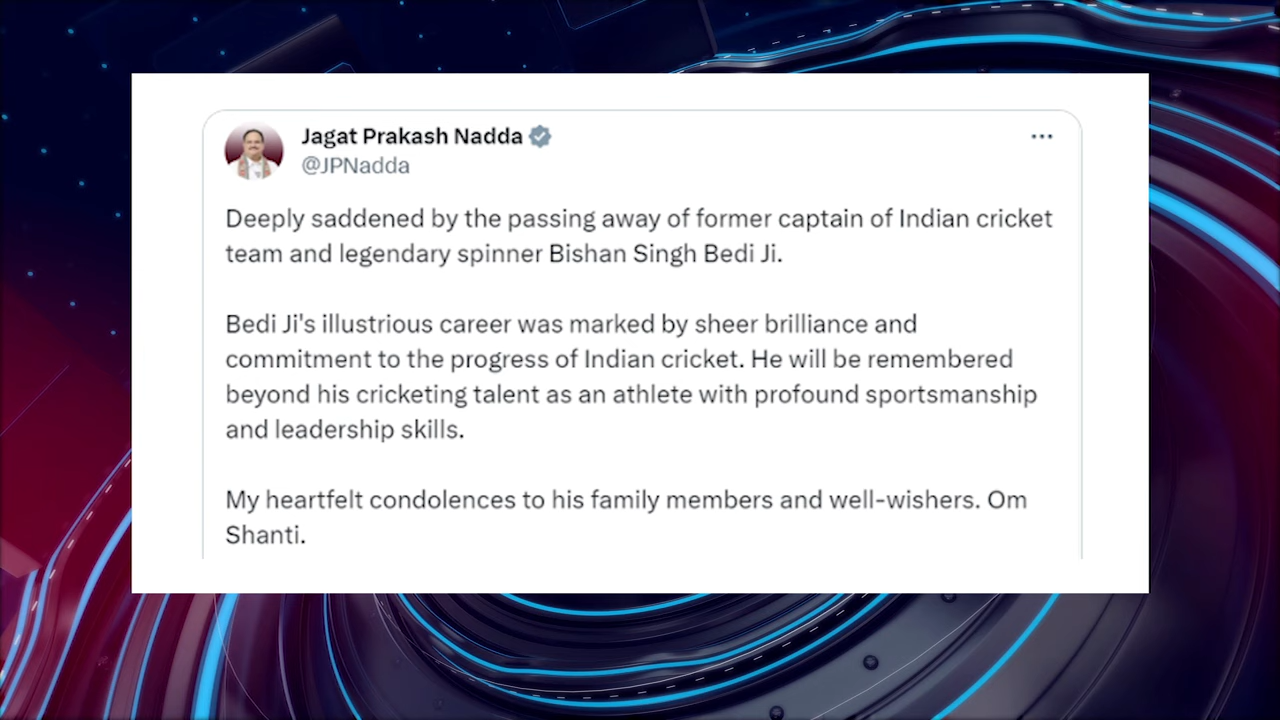 Jagat Prakash Nadda
@JPNadda
Deeply saddened by the passing away of former captain of Indian cricket
team and legendary spinner Bishan Singh Bedi Ji.
Bedi Ji's illustrious career was marked by sheer brilliance and
commitment to the progress of Indian cricket. He will be remembered
beyond his cricketing talent as an athlete with profound sportsmanship
and leadership skills.
My heartfelt condolences to his family members and well-wishers. Om
Shanti.